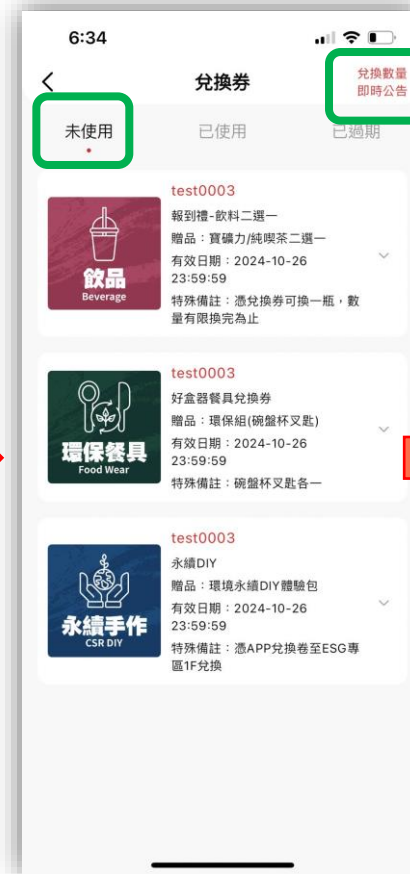 6:34
兌換券
兌換數量
即時公告
未使用
已使用
已過期
飲品
Beverage
test0003
報到禮-飲料二選一
贈品：寶礦力/純喫茶二選一
有效日期：2024-10-26
23:59:59
特殊備註：憑兌換券可換一瓶，數
量有限換完為止
環保餐具
Food Wear
test0003
好盒器餐具兌換券
贈品：環保組(碗盤杯叉匙)
有效日期：2024-10-26
23:59:59
特殊備註：碗盤杯叉匙各一
永續手作
CSR DIY
test0003
永續DIY
贈品：環境永續DIY體驗包
有效日期：2024-10-26
23:59:59
特殊備註：憑APP兌換卷至ESG專
區1F兌換